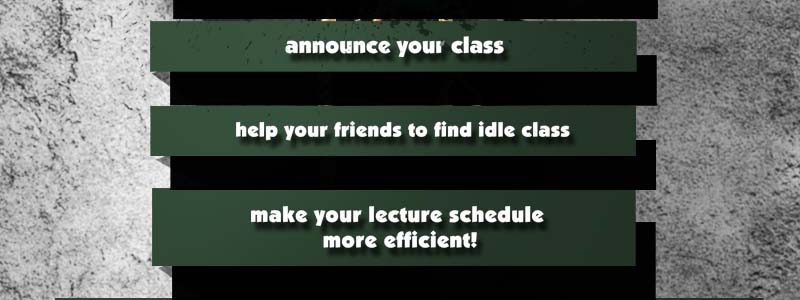 announce your class
help your friends to find idle class
make your lecture schedule
more efficient!